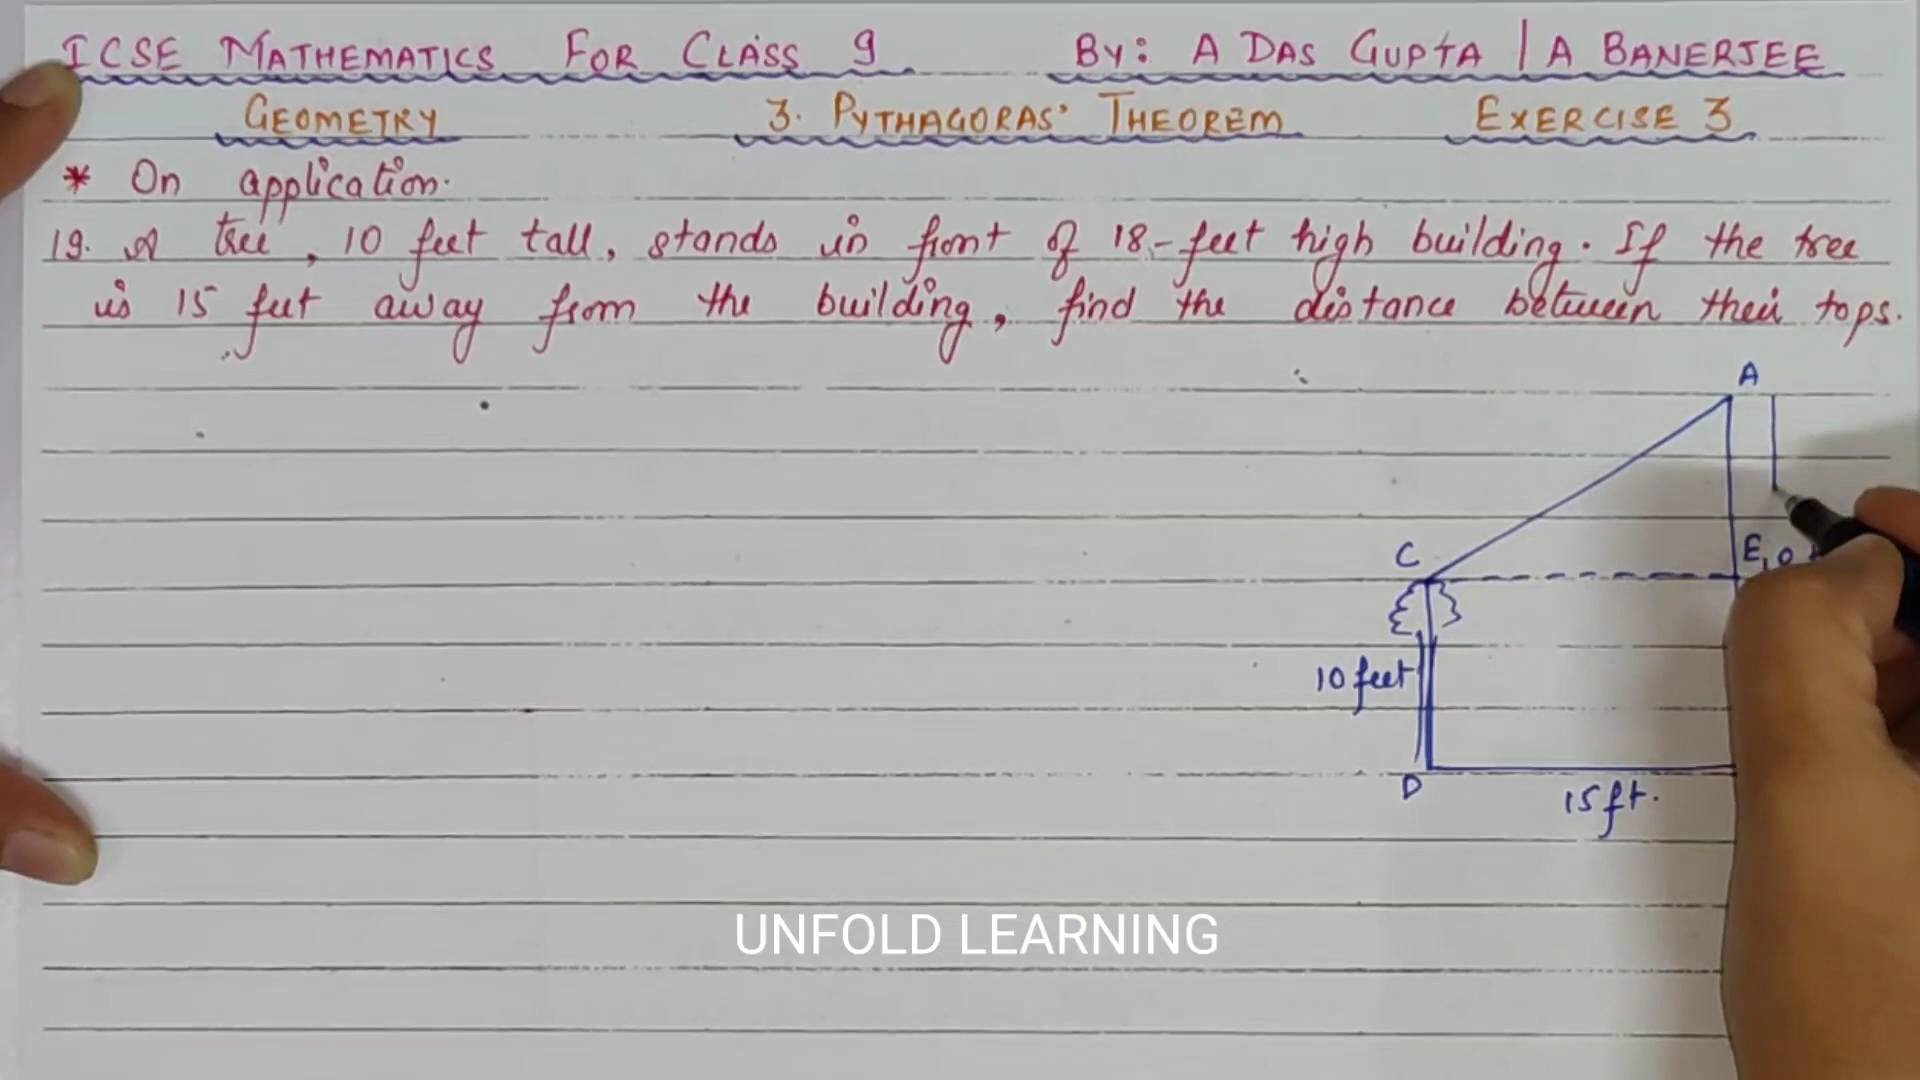 ICSE MATHEMATICS FOR CLASS 9 BY: A DAS GUPTA | A BANERJEE
GEOMETRY 3. PYTHAGORAS' THEOREM EXERCISE 3
* On application.
19. A tree, 10 feet tall, stands in front of 18-feet high building. If the tree
is 15 feet away from the building, find the distance between their tops.
A
C
E
10 feet
D
15 ft.
UNFOLD LEARNING